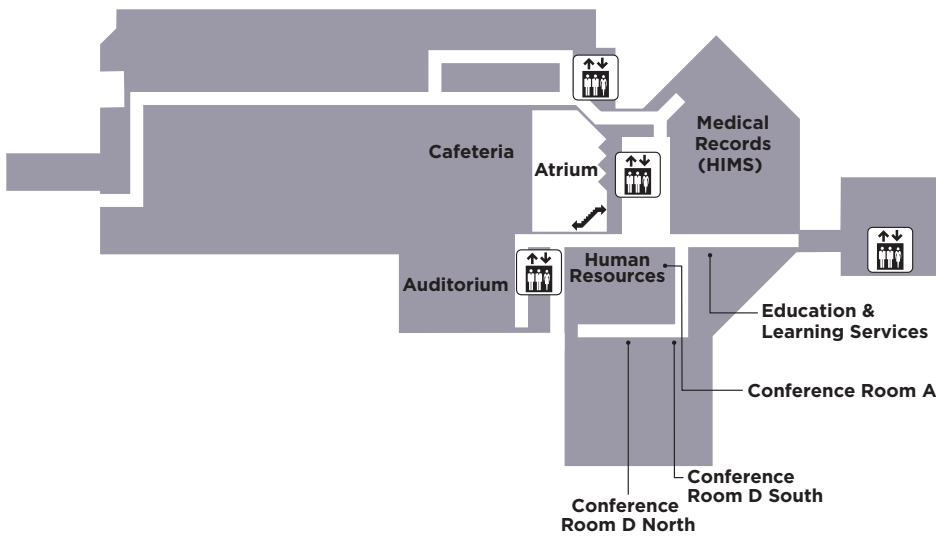 Medical
Records
(HIMS)
Cafeteria
Atrium
Human
Resources
Auditorium
Education &
Learning Services
Conference Room A
Conference
Room D South
Conference
Room D North